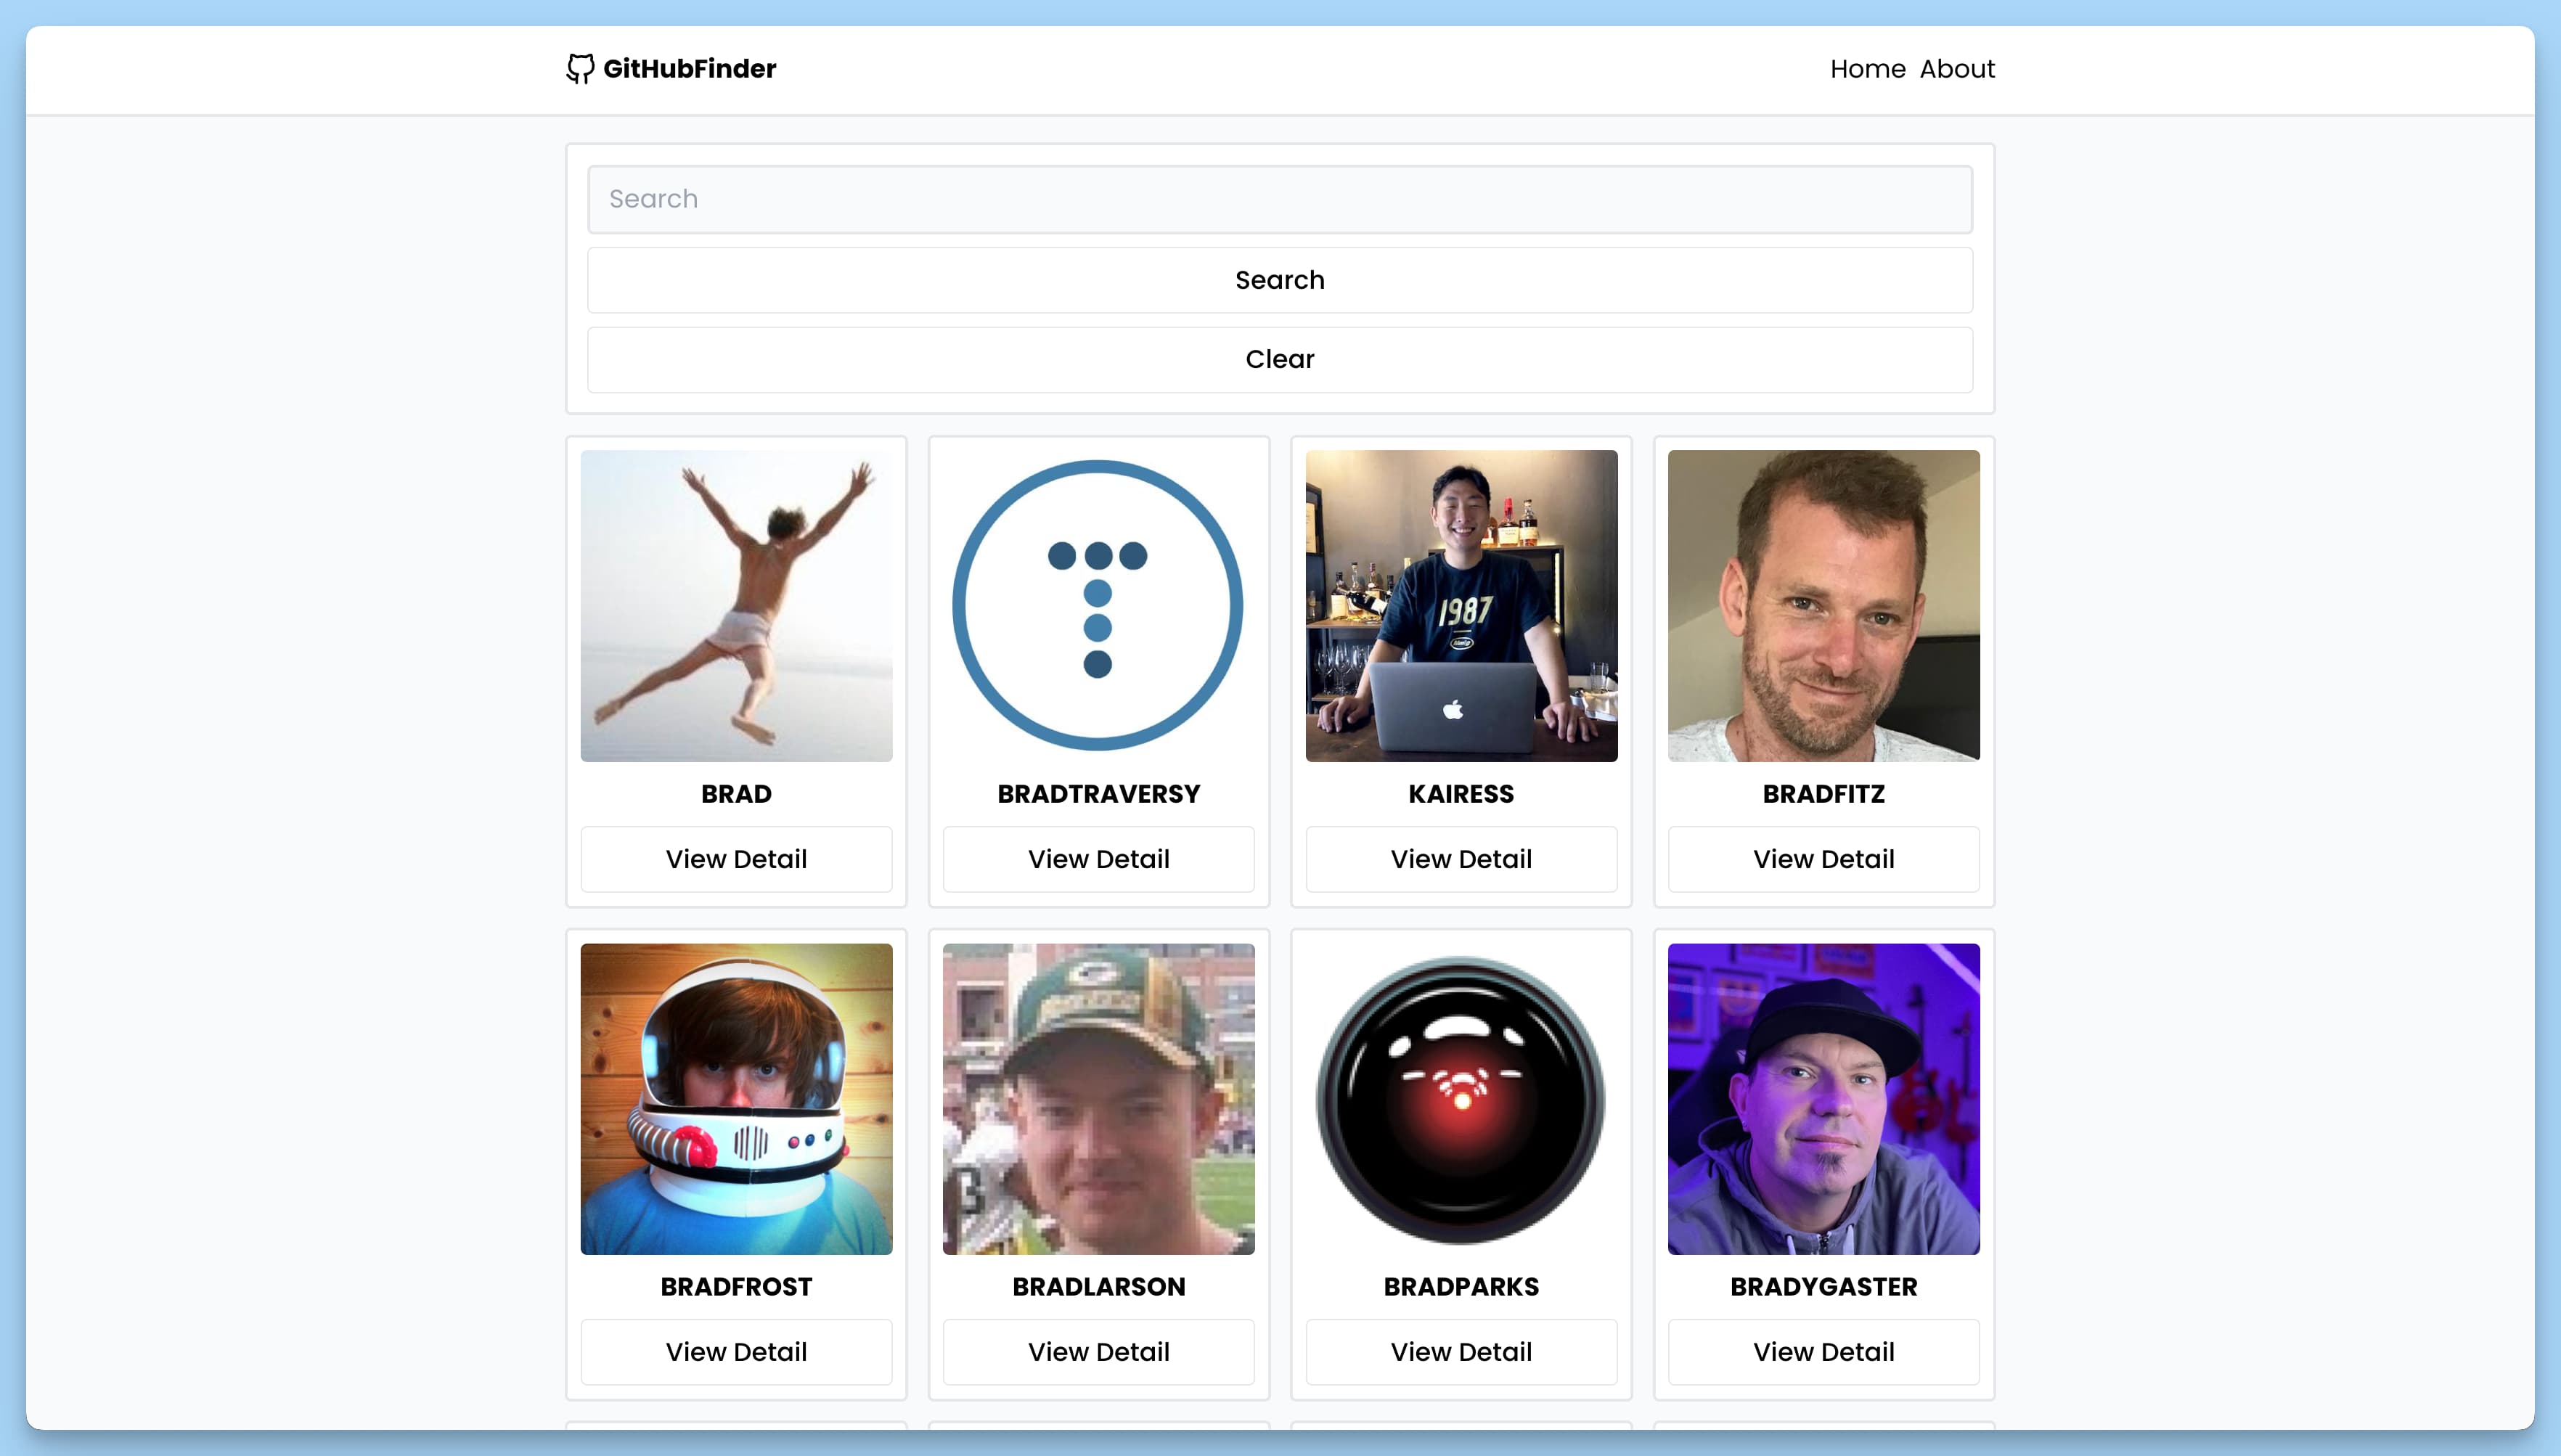 GitHubFinder
Home About
Search
Search
Clear
1987
BRAD
BRADTRAVERSY
KAIRESS
BRADFITZ
View Detail
View Detail
View Detail
View Detail
BRADFROST
BRADLARSON
BRADPARKS
BRADYGASTER
View Detail
View Detail
View Detail
View Detail